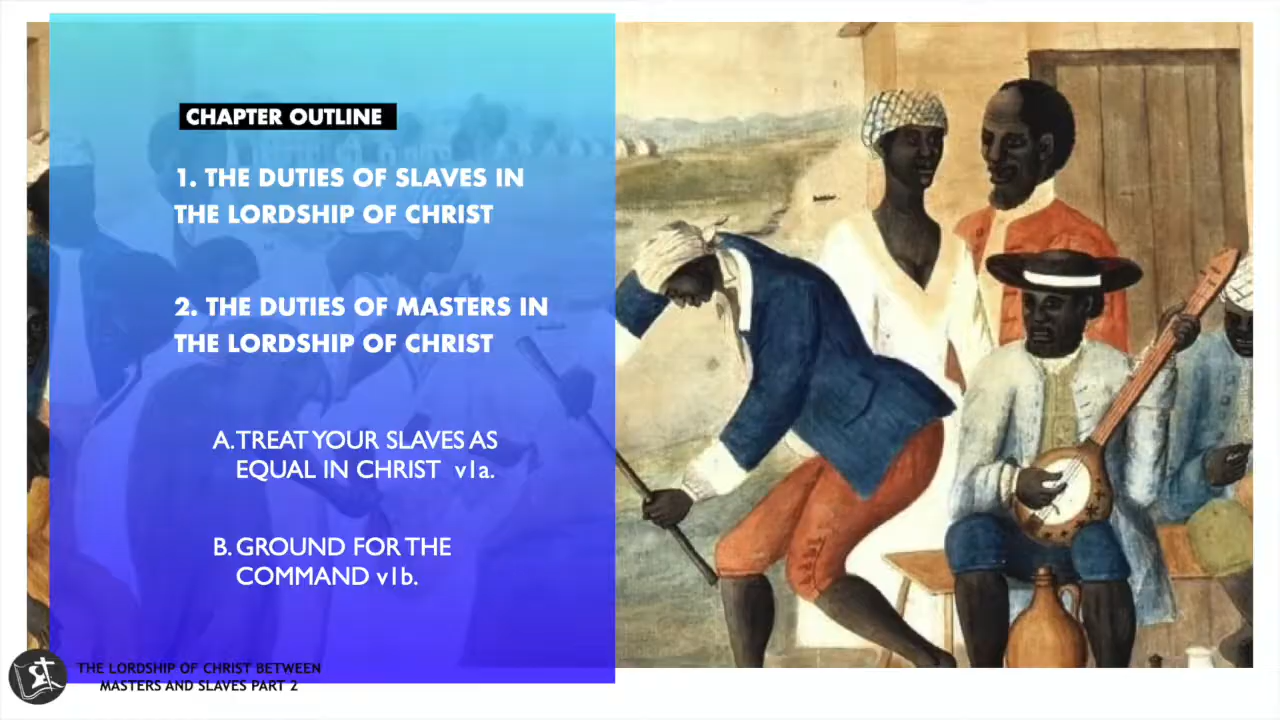 CHAPTER OUTLINE
1. THE DUTIES OF SLAVES IN
THE LORDSHIP OF CHRIST
2. THE DUTIES OF MASTERS IN
THE LORDSHIP OF CHRIST
A. TREAT YOUR SLAVES AS
EQUAL IN CHRIST v1a.
B. GROUND FOR THE
COMMAND v1b.
THE LORDSHIP OF CHRIST BETWEEN
MASTERS AND SLAVES PART 2